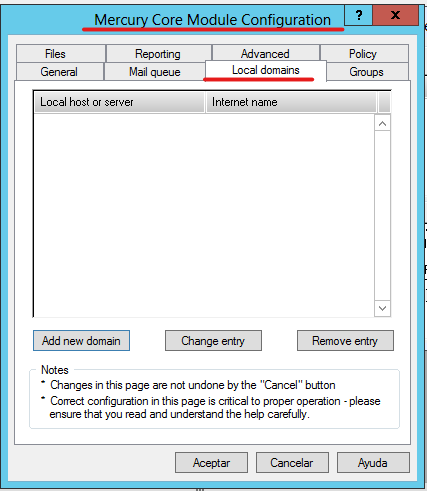 Mercury Core Module Configuration
? x
Files Reporting Advanced Policy
General Mail queue Local domains Groups
Local host or server Internet name
Add new domain Change entry Remove entry
Notes
* Changes in this page are not undone by the "Cancel" button
* Correct configuration in this page is critical to proper operation - please
ensure that you read and understand the help carefully.
Aceptar Cancelar Ayuda